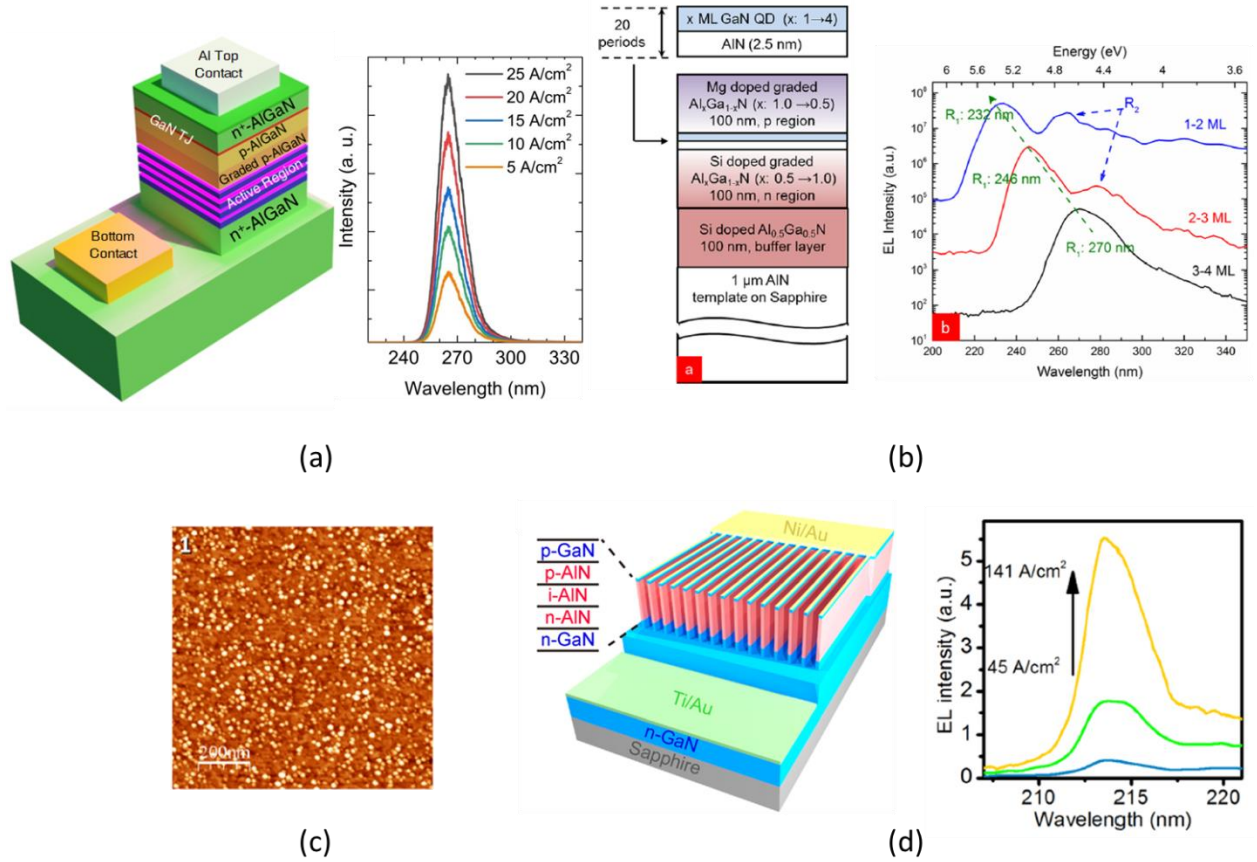 Al Top
Contact
n⁺-AlGaN
GaN TJ
p-AlGaN
Graded p-AlGaN
Active Region
n⁺-AlGaN
Bottom
Contact
Intensity (a. u.)
25 A/cm²
20 A/cm²
15 A/cm²
10 A/cm²
5 A/cm²
240 270 300 330
Wavelength (nm)
(a)
20
periods
x ML GaN QD (x: 1→4)
AlN (2.5 nm)
Mg doped graded
AlₓGa₁₋ₓN (x: 1.0 →0.5)
100 nm, p region
Si doped graded
AlₓGa₁₋ₓN (x: 0.5 →1.0)
100 nm, n region
Si doped Al₀.₅Ga₀.₅N
100 nm, buffer layer
1 µm AlN
template on Sapphire
a
Energy (eV)
6 5.6 5.2 4.8 4.4 4 3.6
EL Intensity (a.u.)
10⁸
10⁷
10⁶
10⁵
10⁴
10³
10²
10¹
R₁: 232 nm
R₂
1-2 ML
R₁: 246 nm
2-3 ML
R₁: 270 nm
3-4 ML
b
200 220 240 260 280 300 320 340
Wavelength (nm)
(b)
1
200nm
(c)
p-GaN
p-AlN
i-AlN
n-AlN
n-GaN
Ni/Au
Ti/Au
n-GaN
Sapphire
EL intensity (a.u.)
5
4
3
2
1
0
141 A/cm²
45 A/cm²
210 215 220
Wavelength (nm)
(d)